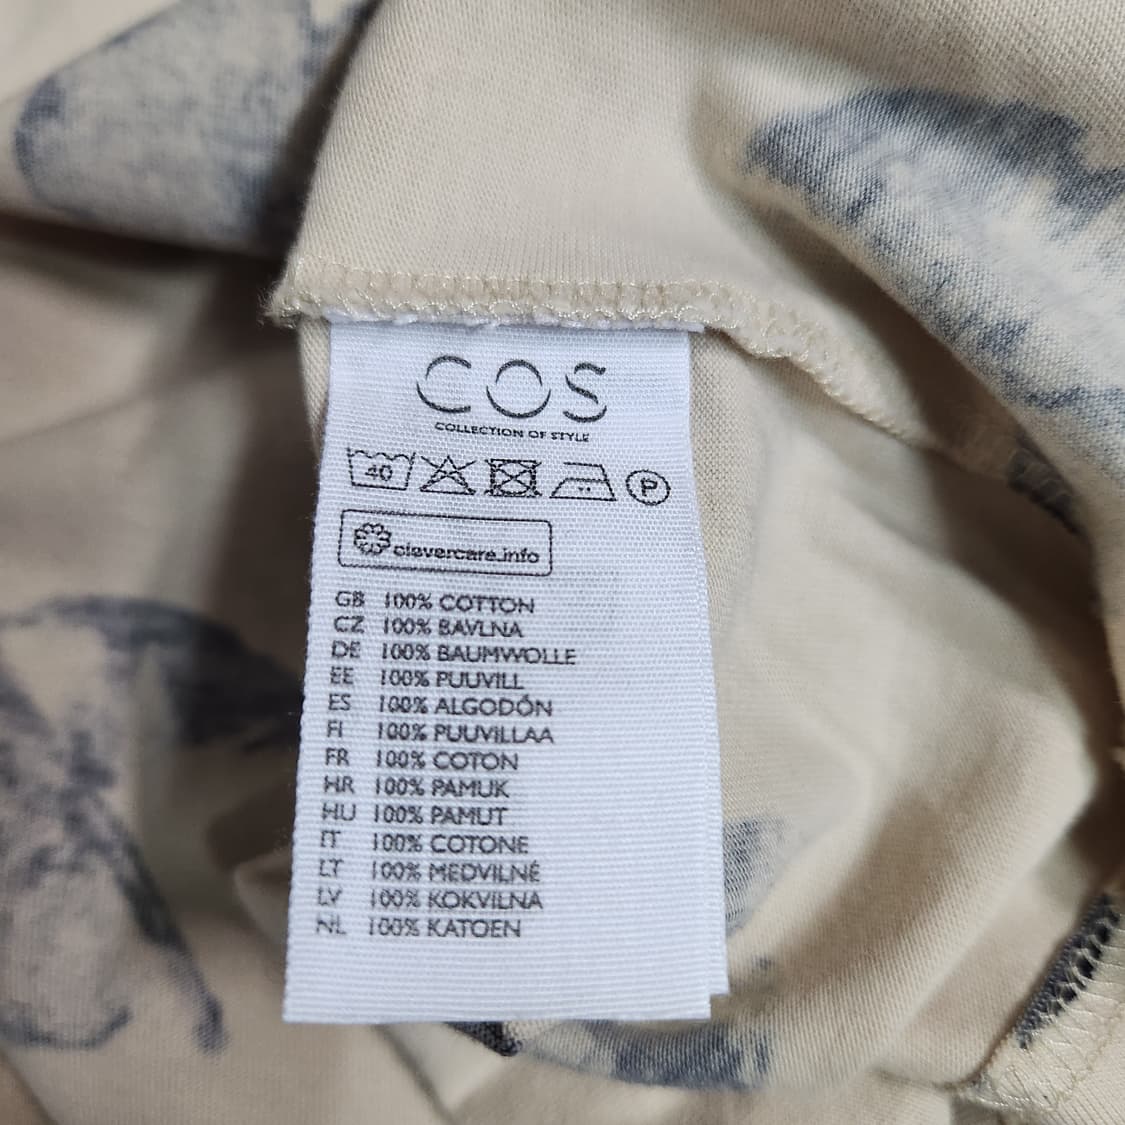 COS
COLLECTION OF STYLE
40 P
clevercare.info
GB 100% COTTON
CZ 100% BAVLNA
DE 100% BAUMWOLLE
EE 100% PUUVILL
ES 100% ALGODÓN
FI 100% PUUVILLAA
FR 100% COTON
HR 100% PAMUK
HU 100% PAMUT
IT 100% COTONE
LT 100% MEDVILNĖ
LV 100% KOKVILNA
NL 100% KATOEN